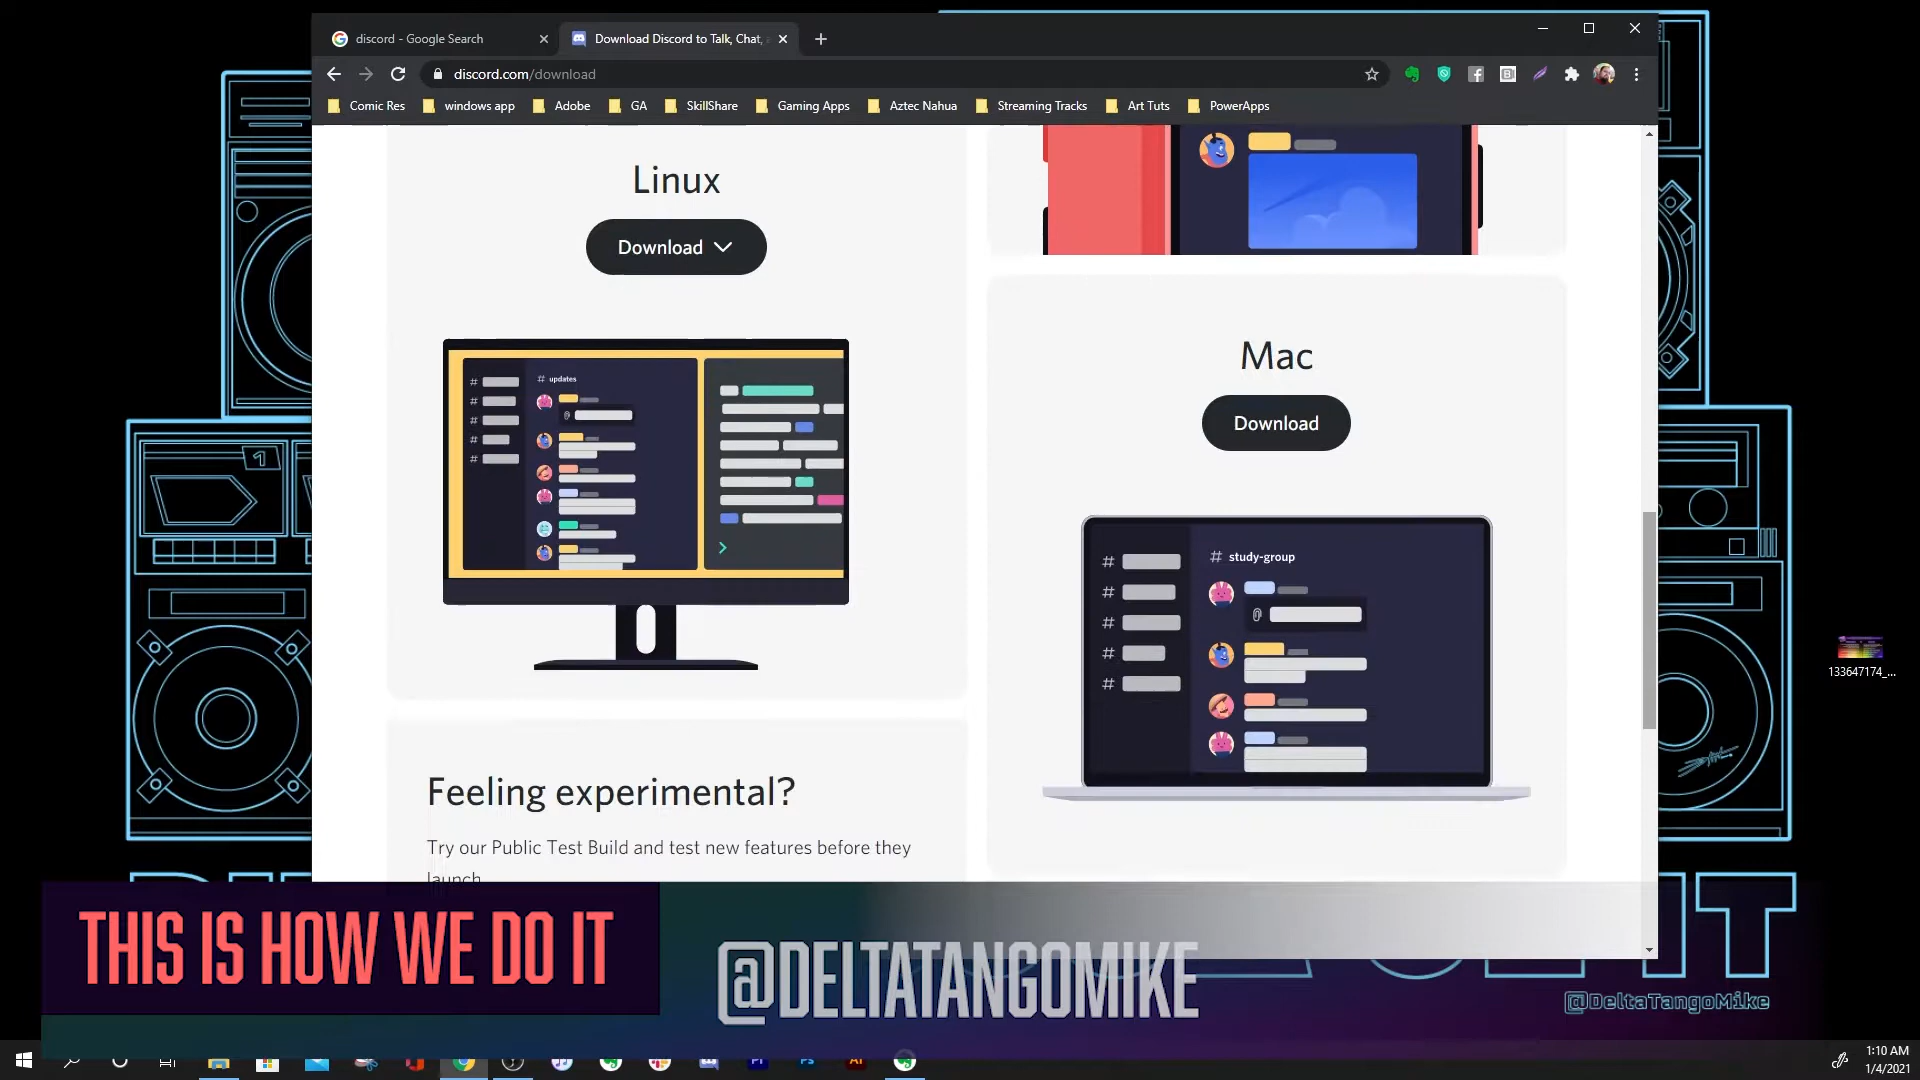 discord - Google Search
Download Discord to Talk, Chat,
discord.com/download
Comic Res
windows app
Adobe
GA
SkillShare
Gaming Apps
Aztec Nahua
Streaming Tracks
Art Tuts
PowerApps
Linux
Download
# updates
Mac
Download
# study-group
1
Feeling experimental?
Try our Public Test Build and test new features before they
launch
133647174_...
THIS IS HOW WE DO IT
@DELTATANGOMIKE
@DeltaTangoMike
1:10 AM
1/4/2021